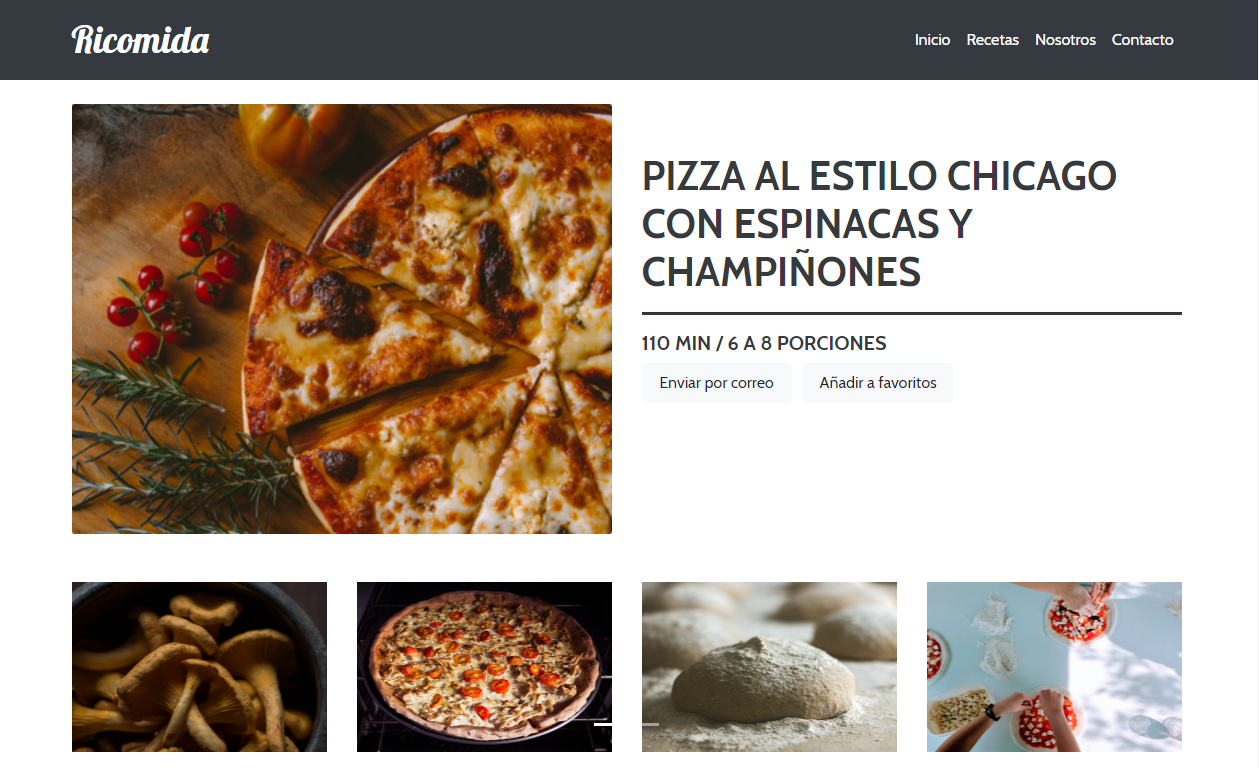 Ricomida
Inicio Recetas Nosotros Contacto
PIZZA AL ESTILO CHICAGO
CON ESPINACAS Y
CHAMPIÑONES
110 MIN / 6 A 8 PORCIONES
Enviar por correo Añadir a favoritos